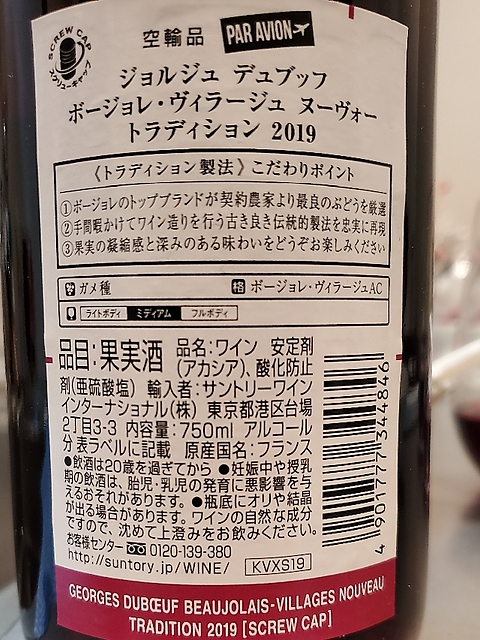 SCREW CAP
スクリューキャップ
空輸品 PAR AVION
ジョルジュ デュブッフ
ボージョレ・ヴィラージュ ヌーヴォー
トラディション 2019
《トラディション製法》こだわりポイント
①ボージョレのトップブランドが契約農家より最良のぶどうを厳選
②手間暇かけてワイン造りを行う古き良き伝統的製法を忠実に再現
③果実の凝縮感と深みのある味わいをどうぞお楽しみください
ガメ種 格 ボージョレ・ヴィラージュAC
ライトボディ ミディアム フルボディ
品目:果実酒 品名:ワイン 安定剤
(アカシア)、酸化防止
剤(亜硫酸塩) 輸入者:サントリーワイン
インターナショナル(株) 東京都港区台場
2丁目3-3 内容量:750ml アルコール
分 表ラベルに記載 原産国名:フランス
●飲酒は20歳を過ぎてから ●妊娠中や授乳
期の飲酒は、胎児・乳児の発育に悪影響を与
えるおそれがあります。 ●瓶底にオリや結晶
が出る場合があります。ワインの自然な成分
ですので、沈めて上澄みをお飲みください。
お客様センター 0120-139-380
http://suntory.jp/WINE/ KVXS19
4 901777 344846
GEORGES DUBŒUF BEAUJOLAIS-VILLAGES NOUVEAU
TRADITION 2019 [SCREW CAP]